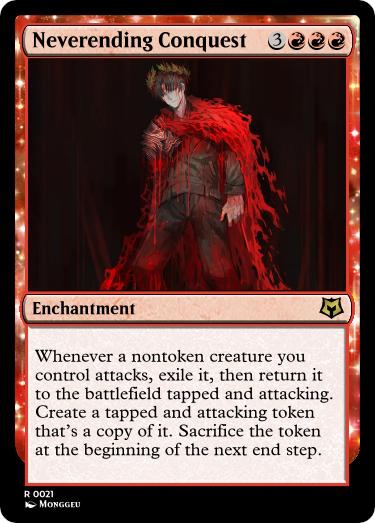 Neverending Conquest 3
Enchantment
Whenever a nontoken creature you
control attacks, exile it, then return it
to the battlefield tapped and attacking.
Create a tapped and attacking token
that's a copy of it. Sacrifice the token
at the beginning of the next end step.
R 0021
Monggeu